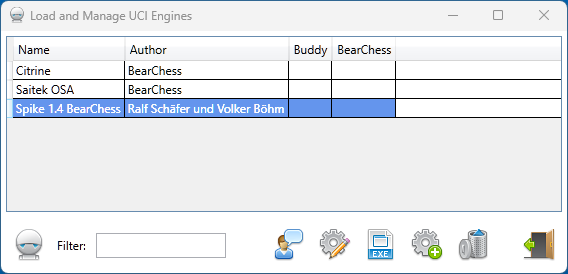 Load and Manage UCI Engines
Name Author Buddy BearChess
Citrine BearChess
Saitek OSA BearChess
Spike 1.4 BearChess Ralf Schäfer und Volker Böhm
Filter:
EXE